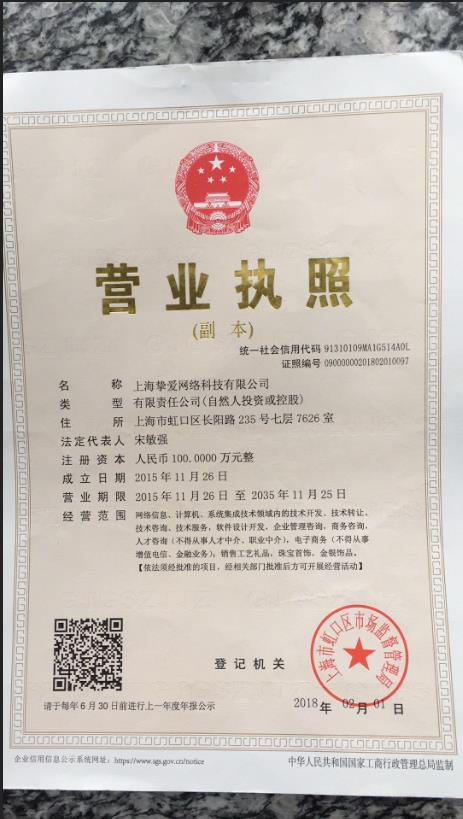 营业执照
(副 本)
统一社会信用代码 91310109MA1G514A0L
证照编号 09000000201802010097
名 称 上海挚爱网络科技有限公司
类 型 有限责任公司(自然人投资或控股)
住 所 上海市虹口区长阳路 235 号七层 7626 室
法定代表人 宋敏强
注册资本 人民币 100.0000 万元整
成立日期 2015 年 11 月 26 日
营业期限 2015 年 11 月 26 日 至 2035 年 11 月 25 日
经营范围 网络信息、计算机、系统集成技术领域内的技术开发、技术转让、
技术咨询、技术服务,软件设计开发,企业管理咨询,商务咨询,
人才咨询(不得从事人才中介、职业中介),电子商务(不得从事
增值电信、金融业务);销售工艺礼品,珠宝首饰,金银饰品。
【依法须经批准的项目,经相关部门批准后方可开展经营活动】
上海市虹口区市场监督管理局
登记机关
2018 年 02 月 01 日
请于每年 6 月 30 日前进行上一年度年报公示
企业信用信息公示系统网址: https://www.sgs.gov.cn/notice
中华人民共和国国家工商行政管理总局监制